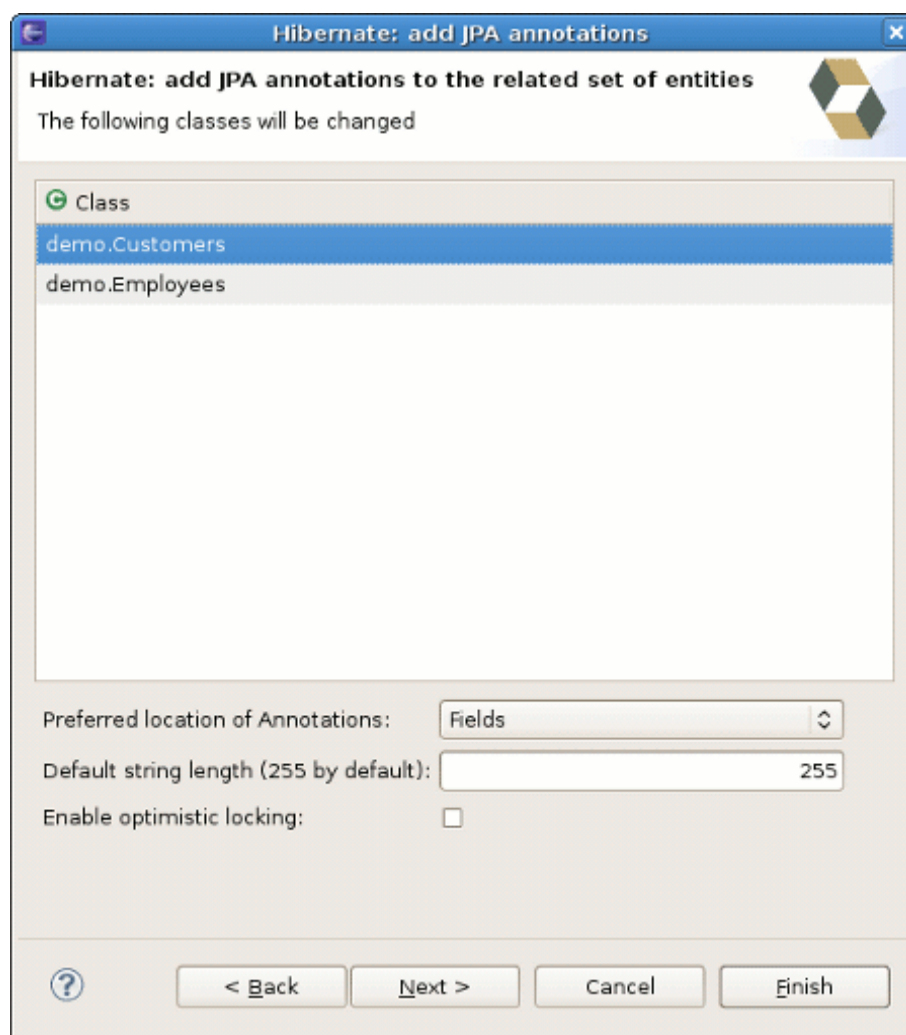 Hibernate: add JPA annotations
Hibernate: add JPA annotations to the related set of entities
The following classes will be changed
Class
demo.Customers
demo.Employees
Preferred location of Annotations: Fields
Default string length (255 by default): 255
Enable optimistic locking:
< Back Next > Cancel Finish